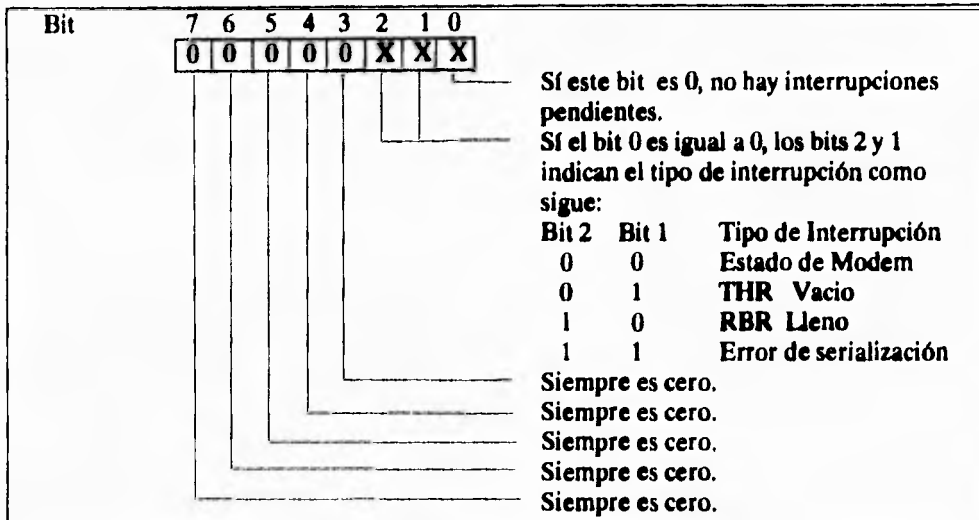 Bit 7 6 5 4 3 2 1 0
0 0 0 0 0 X X X
Sí este bit es 0, no hay interrupciones
pendientes.
Sí el bit 0 es igual a 0, los bits 2 y 1
indican el tipo de interrupción como
sigue:
Bit 2 Bit 1 Tipo de Interrupción
0 0 Estado de Modem
0 1 THR Vacio
1 0 RBR Lleno
1 1 Error de serialización
Siempre es cero.
Siempre es cero.
Siempre es cero.
Siempre es cero.
Siempre es cero.